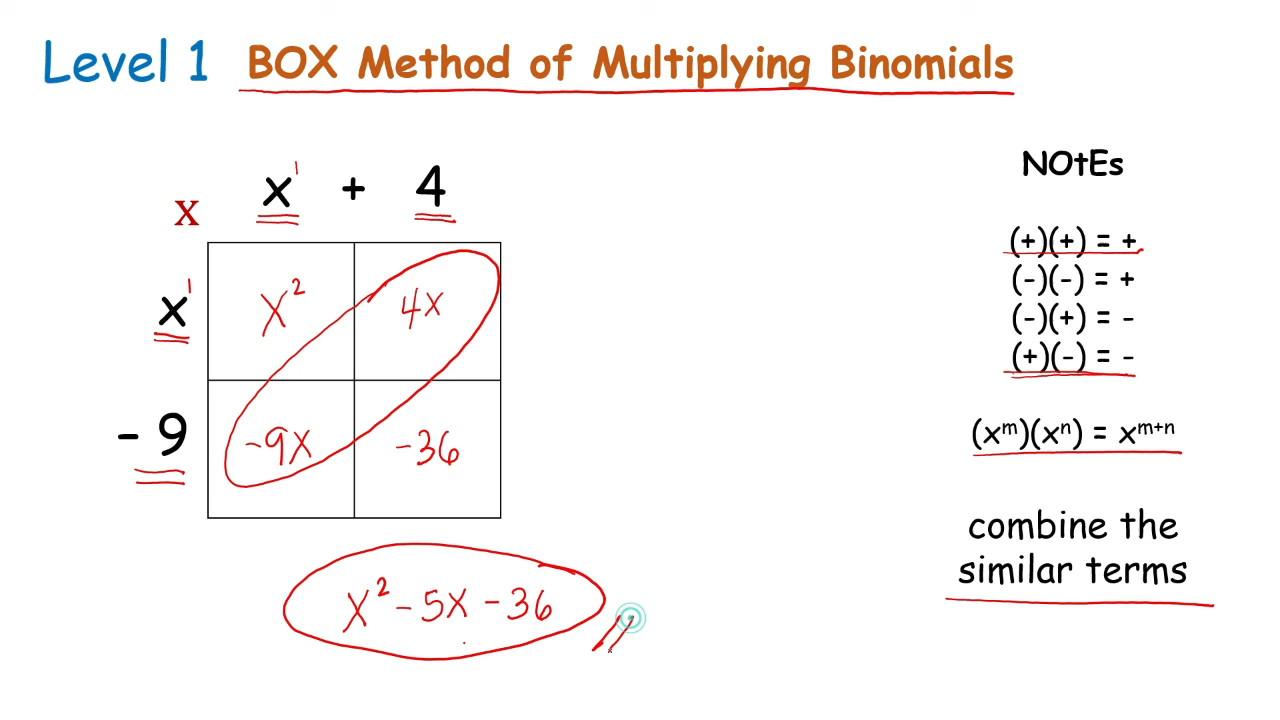 Level 1 BOX Method of Multiplying Binomials
NOtEs
x x¹ + 4
(+)(+) = +
x¹ x² 4x
(-)(-) = +
(-)(+) = -
(+)(-) = -
- 9 -9x -36
(xᵐ)(xⁿ) = xᵐ⁺ⁿ
combine the
similar terms
x² - 5x - 36